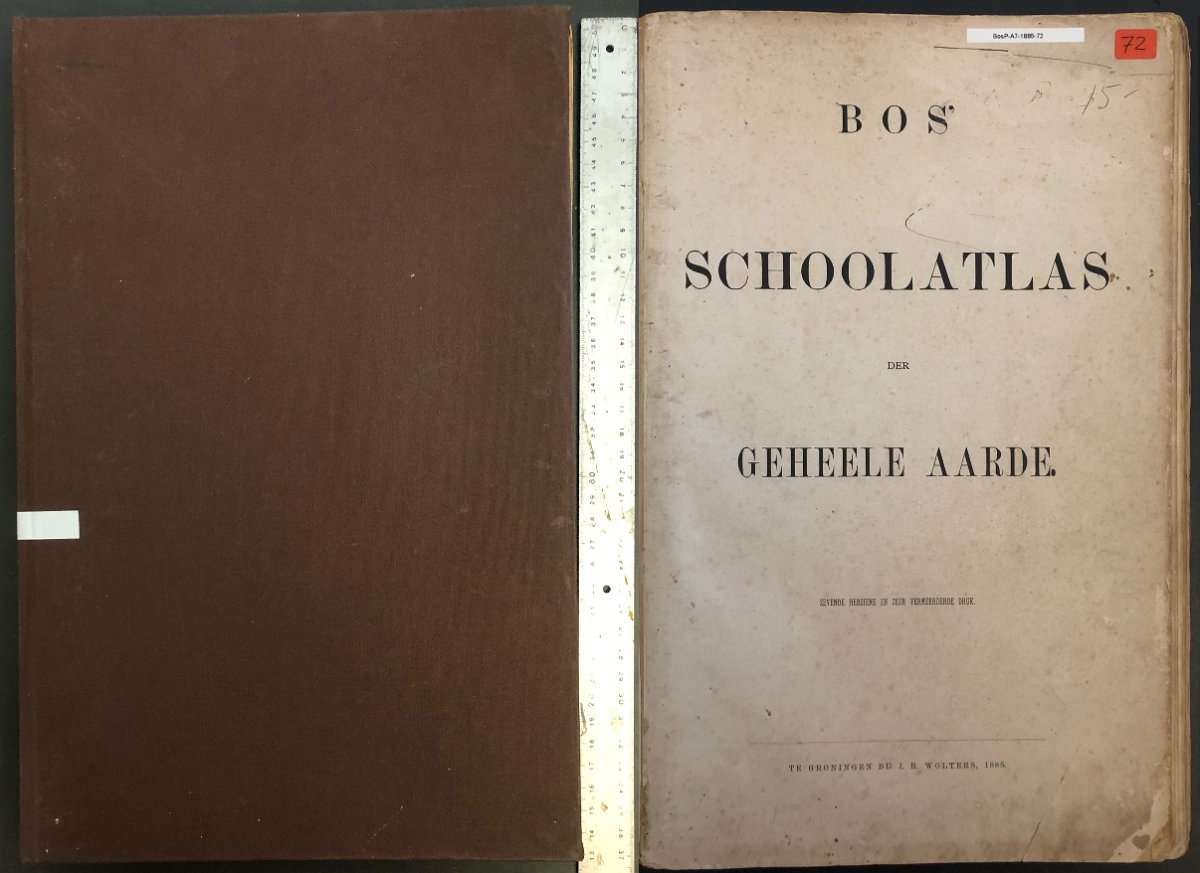 BosP-A7-1885-72
72
15-
BOS'
SCHOOLATLAS
DER
GEHEELE AARDE.
ZEVENDE HERZIENE EN ZEER VERMEERDERDE DRUK.
TE GRONINGEN BIJ J. B. WOLTERS, 1885.